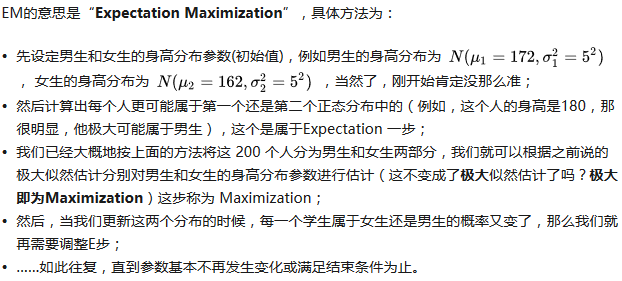 EM的意思是“Expectation Maximization”,具体方法为:
• 先设定男生和女生的身高分布参数(初始值),例如男生的身高分布为 N(μ₁ = 172, σ₁² = 5²)
, 女生的身高分布为 N(μ₂ = 162, σ₂² = 5²) ,当然了,刚开始肯定没那么准;
• 然后计算出每个人更可能属于第一个还是第二个正态分布中的(例如,这个人的身高是180,那
很明显,他极大可能属于男生),这个是属于Expectation 一步;
• 我们已经大概地按上面的方法将这 200 个人分为男生和女生两部分,我们就可以根据之前说的
极大似然估计分别对男生和女生的身高分布参数进行估计(这不变成了极大似然估计了吗?极大
即为Maximization)这步称为 Maximization;
• 然后,当我们更新这两个分布的时候,每一个学生属于女生还是男生的概率又变了,那么我们就
再需要调整E步;
• ……如此往复,直到参数基本不再发生变化或满足结束条件为止。